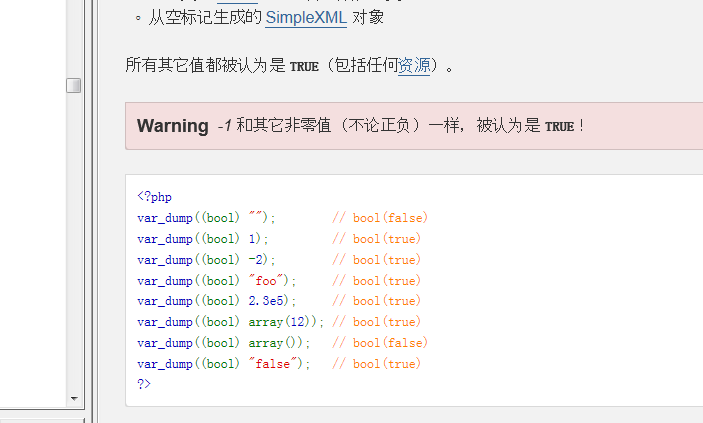 从空标记生成的 SimpleXML 对象
所有其它值都被认为是 TRUE（包括任何资源）。
Warning -1 和其它非零值（不论正负）一样，被认为是 TRUE！
<?php
var_dump((bool) "");        // bool(false)
var_dump((bool) 1);         // bool(true)
var_dump((bool) -2);        // bool(true)
var_dump((bool) "foo");     // bool(true)
var_dump((bool) 2.3e5);     // bool(true)
var_dump((bool) array(12)); // bool(true)
var_dump((bool) array());   // bool(false)
var_dump((bool) "false");   // bool(true)
?>